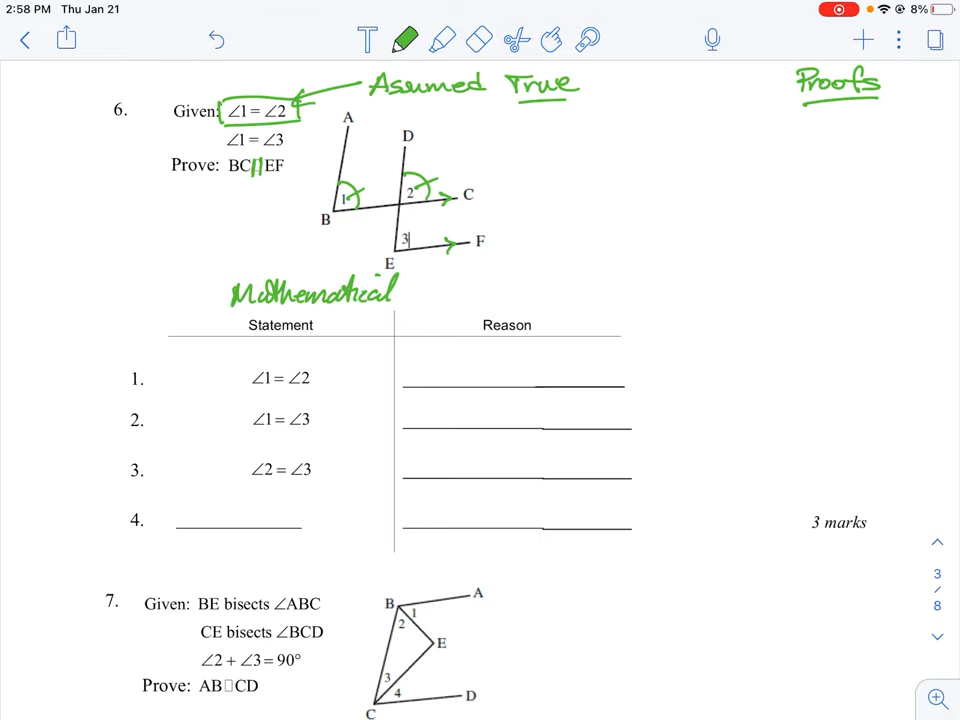 2:58 PM Thu Jan 21
8%
T
Assumed True
Proofs
6. Given: ∠1 = ∠2
∠1 = ∠3
Prove: BC || EF
A
D
1
2
C
B
3
F
E
Mathematical
Statement Reason
1. ∠1 = ∠2
2. ∠1 = ∠3
3. ∠2 = ∠3
4.
3 marks
3
/
8
7. Given: BE bisects ∠ABC
CE bisects ∠BCD
∠2 + ∠3 = 90°
Prove: AB□CD
B
A
1
2
E
3
4
D
C